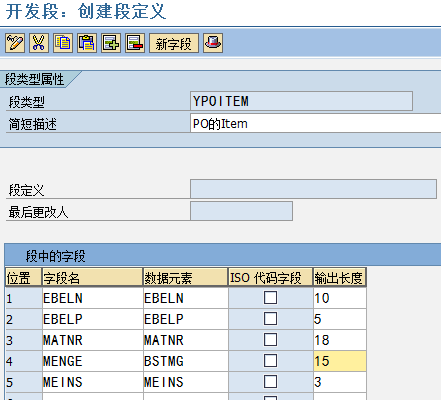 开发段：创建段定义
新字段
段类型属性
段类型 YPOITEM
简短描述 PO的Item
段定义
最后更改人
段中的字段
位置 字段名 数据元素 ISO 代码字段 输出长度
1 EBELN EBELN 10
2 EBELP EBELP 5
3 MATNR MATNR 18
4 MENGE BSTMG 15
5 MEINS MEINS 3